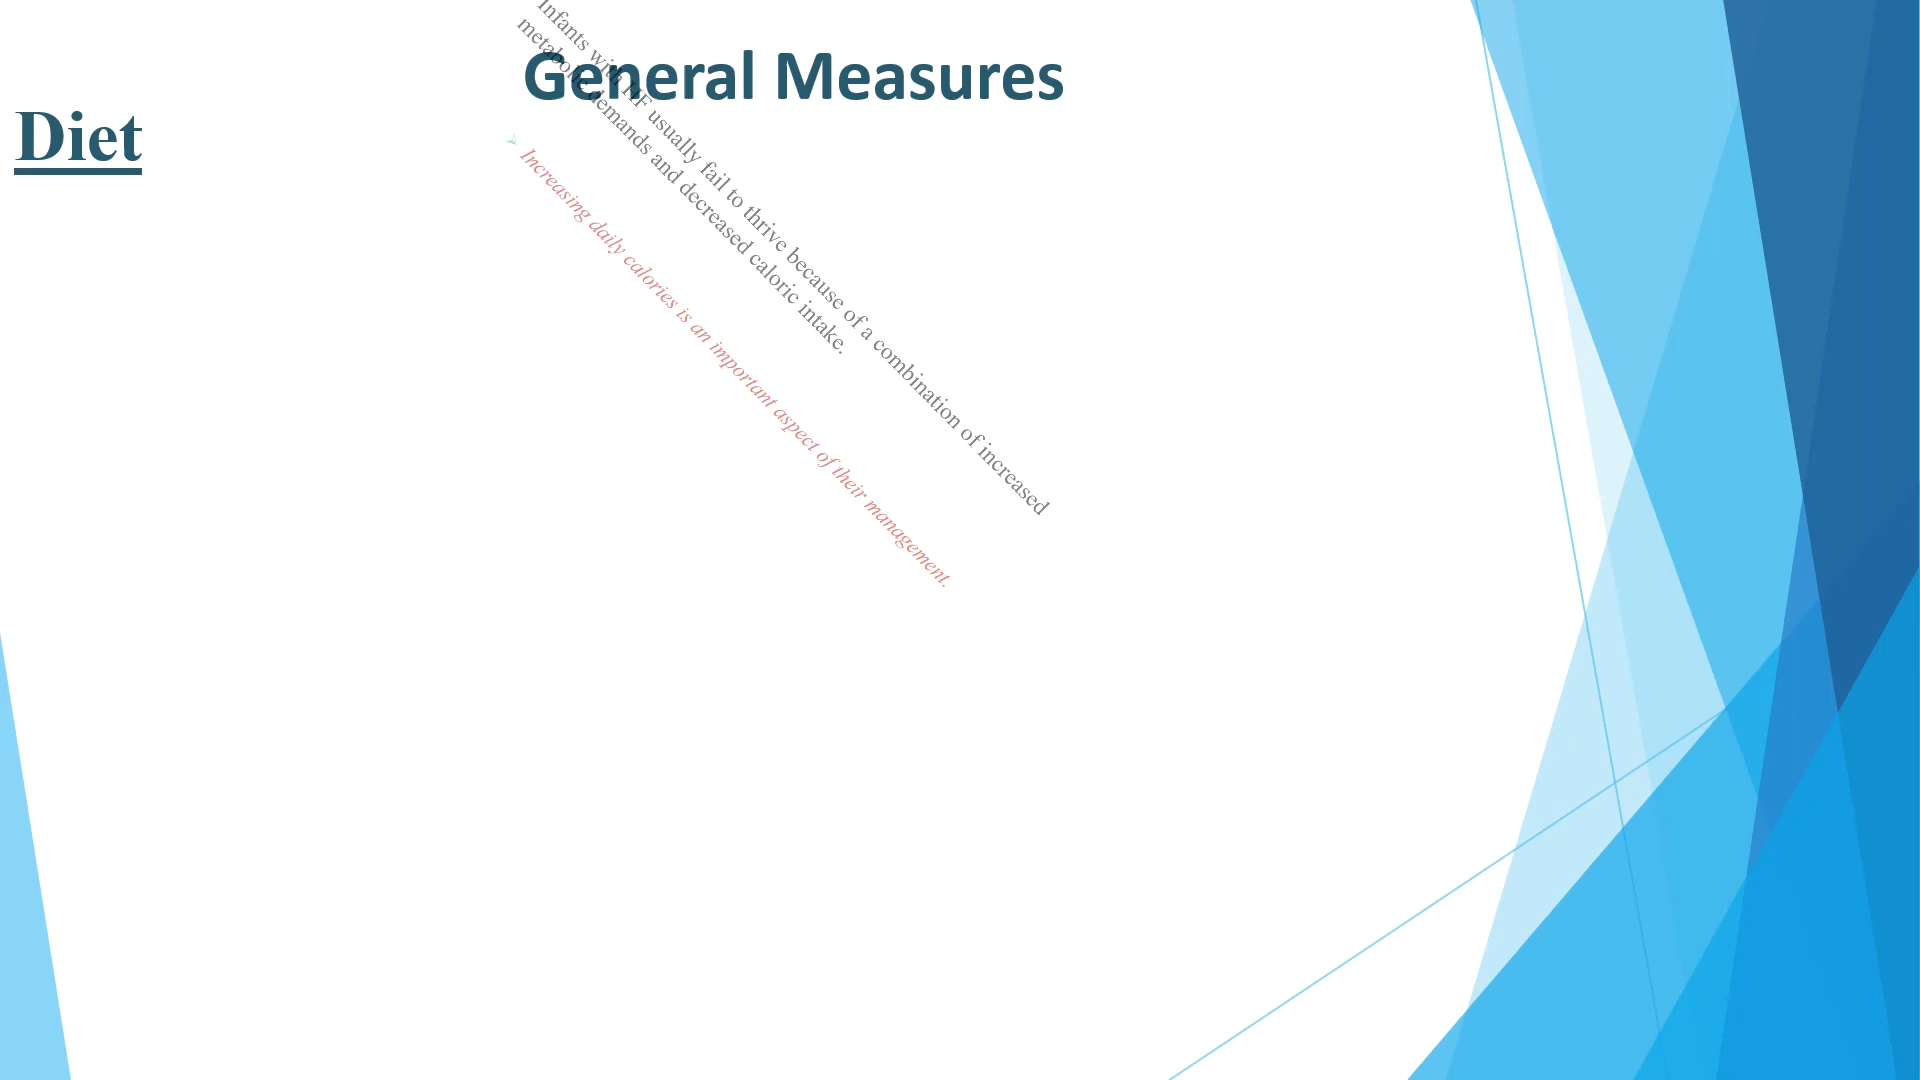 General Measures
Diet
Infants with HF usually fail to thrive because of a combination of increased
metabolic demands and decreased caloric intake.
Increasing daily calories is an important aspect of their management.